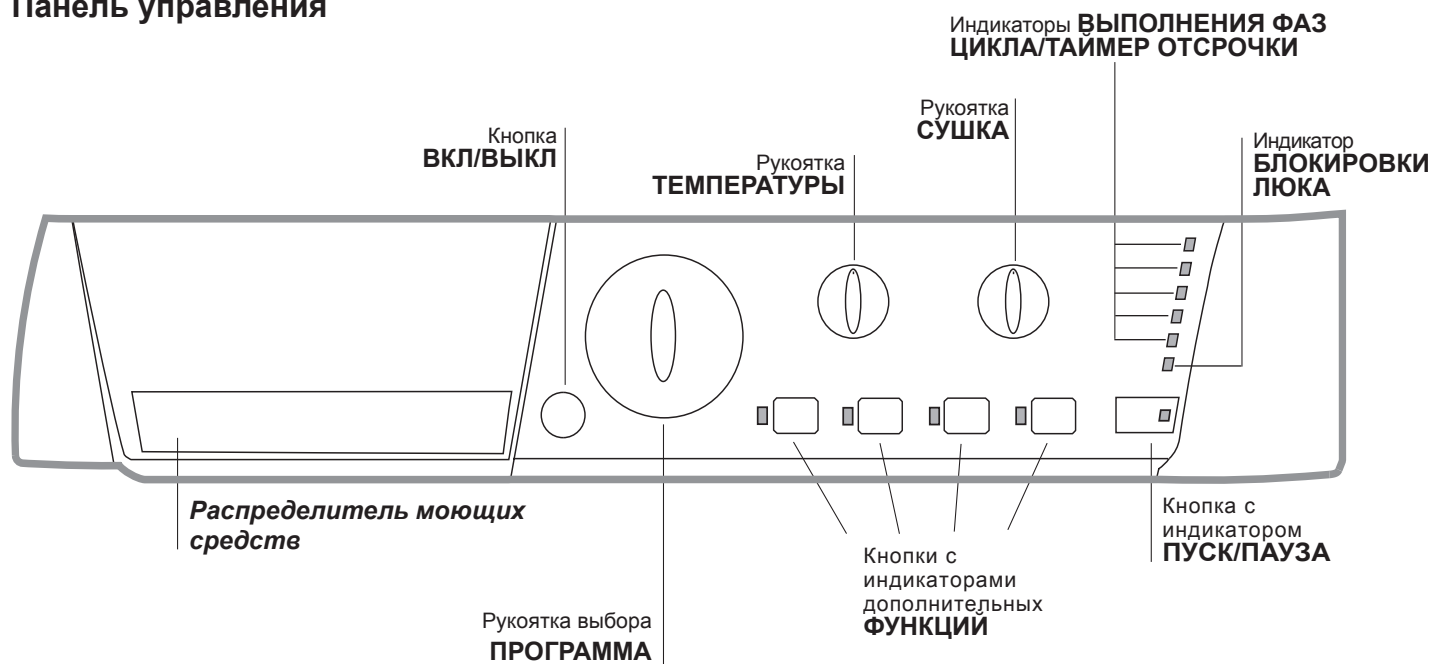 Панель управления
Индикаторы ВЫПОЛНЕНИЯ ФАЗ
ЦИКЛА/ТАЙМЕР ОТСРОЧКИ
Рукоятка
СУШКА
Кнопка
ВКЛ/ВЫКЛ
Рукоятка
ТЕМПЕРАТУРЫ
Индикатор
БЛОКИРОВКИ
ЛЮКА
Распределитель моющих
средств
Кнопка с
индикатором
ПУСК/ПАУЗА
Кнопки с
индикаторами
дополнительных
ФУНКЦИЙ
Рукоятка выбора
ПРОГРАММА